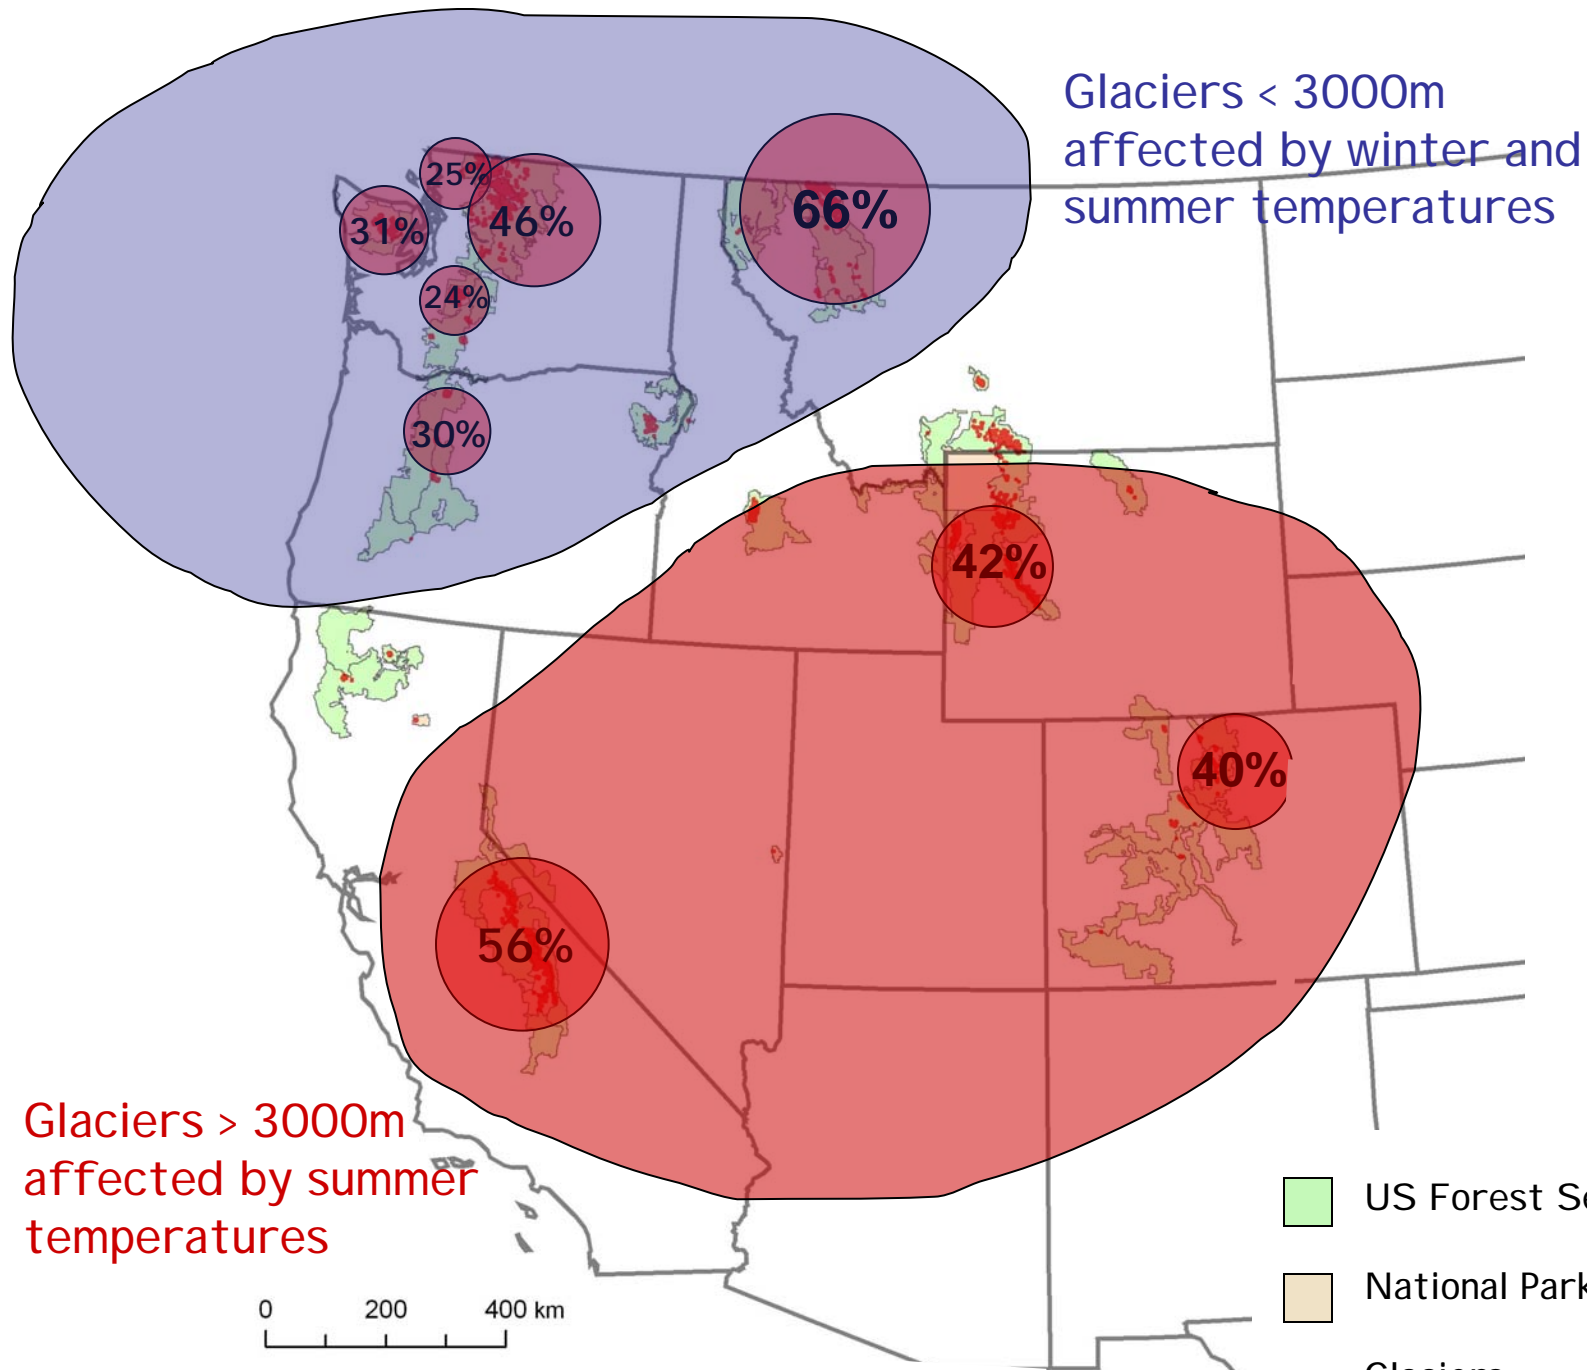 Glaciers < 3000m
affected by winter and
summer temperatures
25%
31%
46%
66%
24%
30%
42%
40%
56%
Glaciers > 3000m
affected by summer
temperatures
US Forest
National Park
0 200 400 km
Glaciers